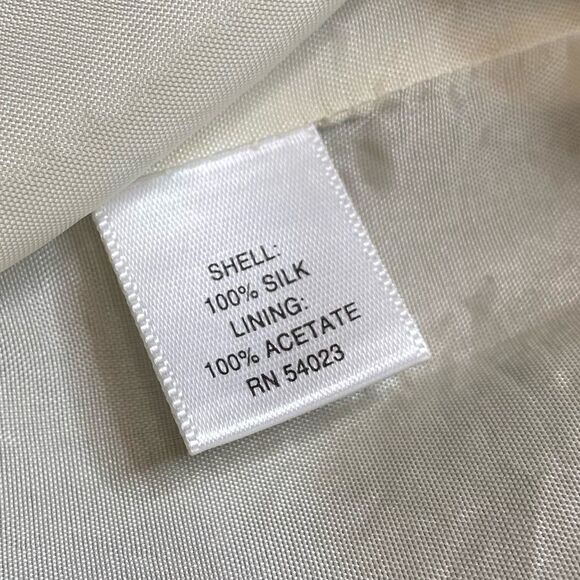 SHELL:
100% SILK
LINING:
100% ACETATE
RN 54023